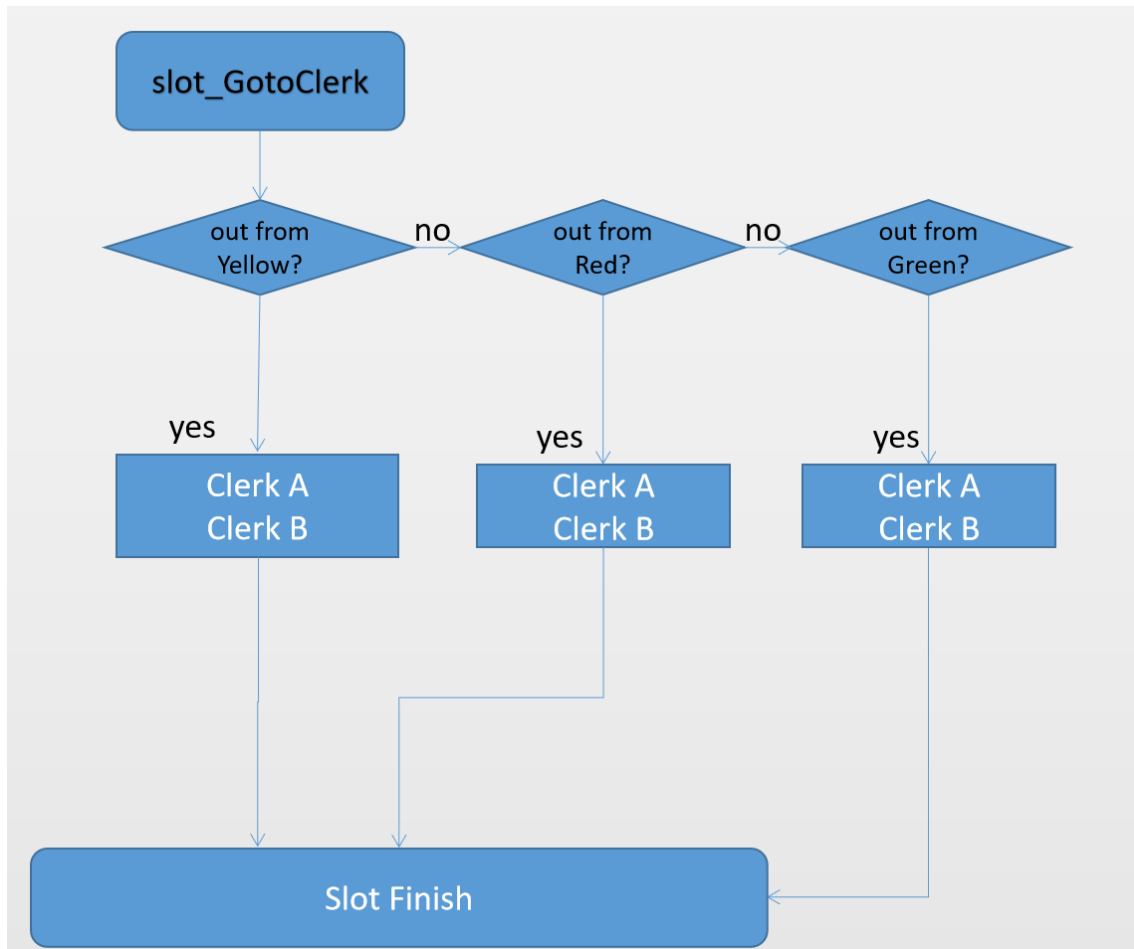 slot_GotoClerk
out from
Yellow?
no
out from
Red?
no
out from
Green?
yes
Clerk A
Clerk B
yes
Clerk A
Clerk B
yes
Clerk A
Clerk B
Slot Finish